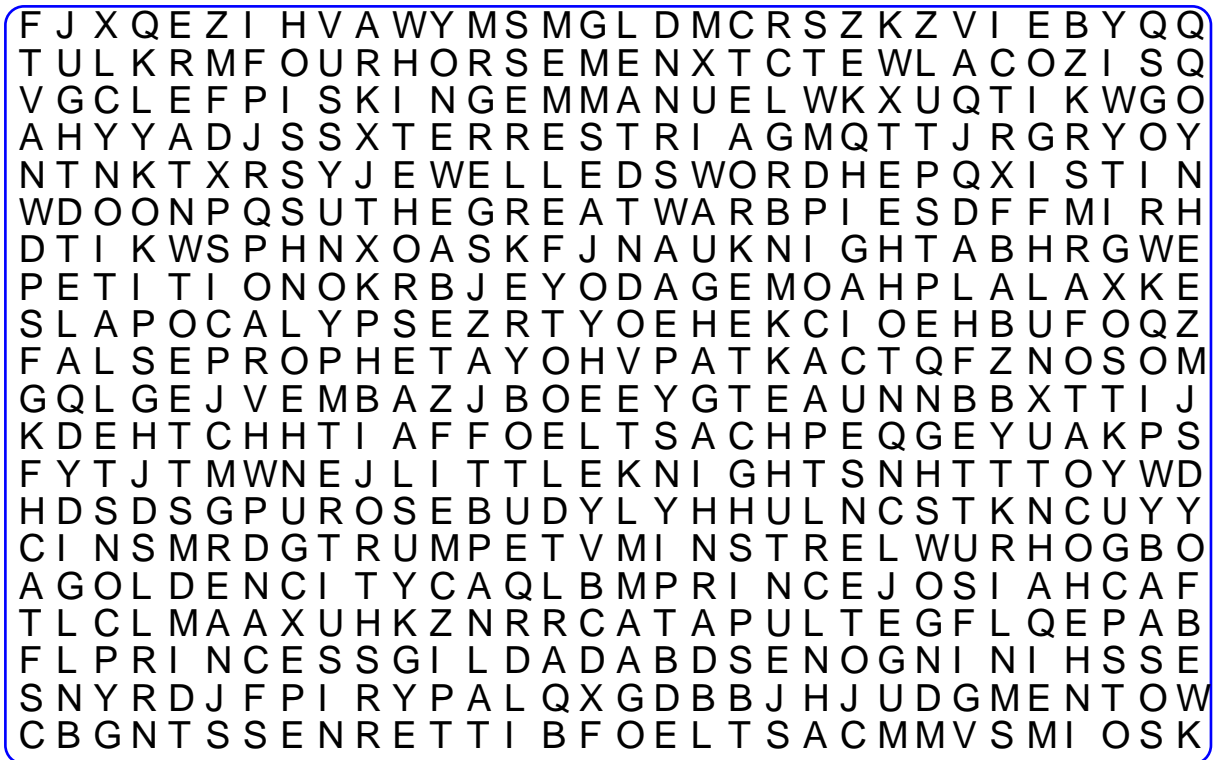 F J X Q E Z I H V A W Y M S M G L D M C R S Z K Z V I E B Y Q Q
T U L K R M F O U R H O R S E M E N X T C T E W L A C O Z I S Q
V G C L E F P I S K I N G E M M A N U E L W K X U Q T I K W G O
A H Y Y A D J S S X T E R R E S T R I A G M Q T T J R G R Y O Y
N T N K T X R S Y J E W E L L E D S W O R D H E P Q X I S T I N
W D O O N P Q S U T H E G R E A T W A R B P I E S D F F M I R H
D T I K W S P H N X O A S K F J N A U K N I G H T A B H R G W E
P E T I T I O N O K R B J E Y O D A G E M O A H P L A L A X K E
S L A P O C A L Y P S E Z R T Y O E H E K C I O E H B U F O Q Z
F A L S E P R O P H E T A Y O H V P A T K A C T Q F Z N O S O M
G Q L G E J V E M B A Z J B O E E Y G T E A U N N B B X T T I J
K D E H T C H H T I A F F O E L T S A C H P E Q G E Y U A K P S
F Y T J T M W N E J L I T T L E K N I G H T S N H T T T O Y W D
H D S D S G P U R O S E B U D Y L Y H H U L N C S T K N C U Y Y
C I N S M R D G T R U M P E T V M I N S T R E L W U R H O G B O
A G O L D E N C I T Y C A Q L B M P R I N C E J O S I A H C A F
T L C L M A A X U H K Z N R R C A T A P U L T E G F L Q E P A B
F L P R I N C E S S G I L D A D A B D S E N O G N I N I H S S E
S N Y R D J F P I R Y P A L Q X G D B B J H J U D G M E N T O W
C B G N T S S E N R E T T I B F O E L T S A C M M V S M I O S K